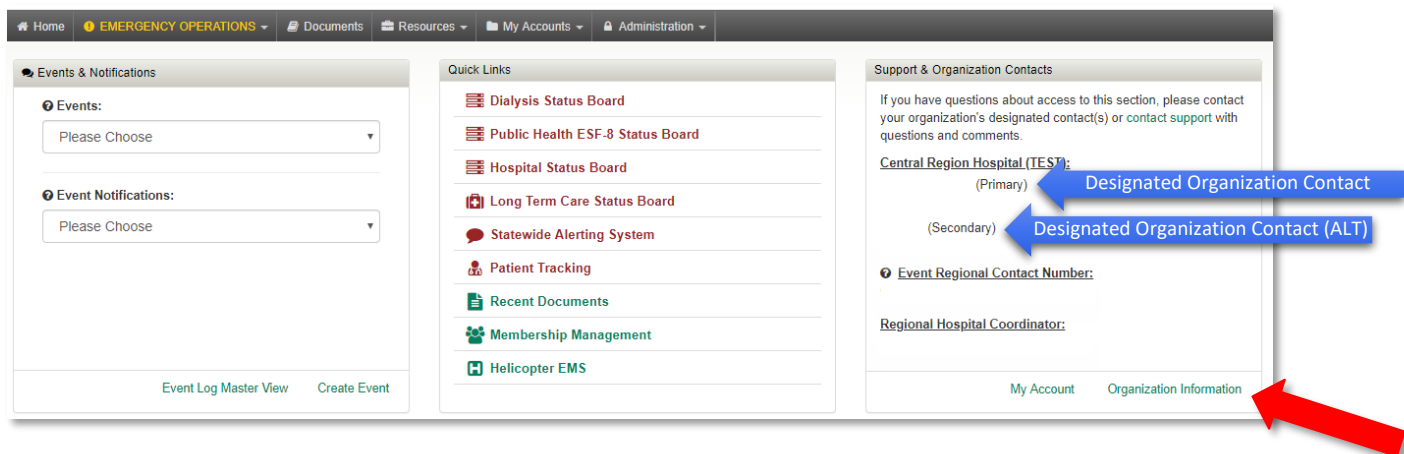 Home EMERGENCY OPERATIONS Documents Resources My Accounts Administration
Events & Notifications
Events:
Please Choose
Event Notifications:
Please Choose
Event Log Master View Create Event
Quick Links
Dialysis Status Board
Public Health ESF-8 Status Board
Hospital Status Board
Long Term Care Status Board
Statewide Alerting System
Patient Tracking
Recent Documents
Membership Management
Helicopter EMS
Support & Organization Contacts
If you have questions about access to this section, please contact
your organization's designated contact(s) or contact support with
questions and comments.
Central Region Hospital (TEST):
(Primary) Designated Organization Contact
(Secondary) Designated Organization Contact (ALT)
Event Regional Contact Number:
Regional Hospital Coordinator:
My Account Organization Information